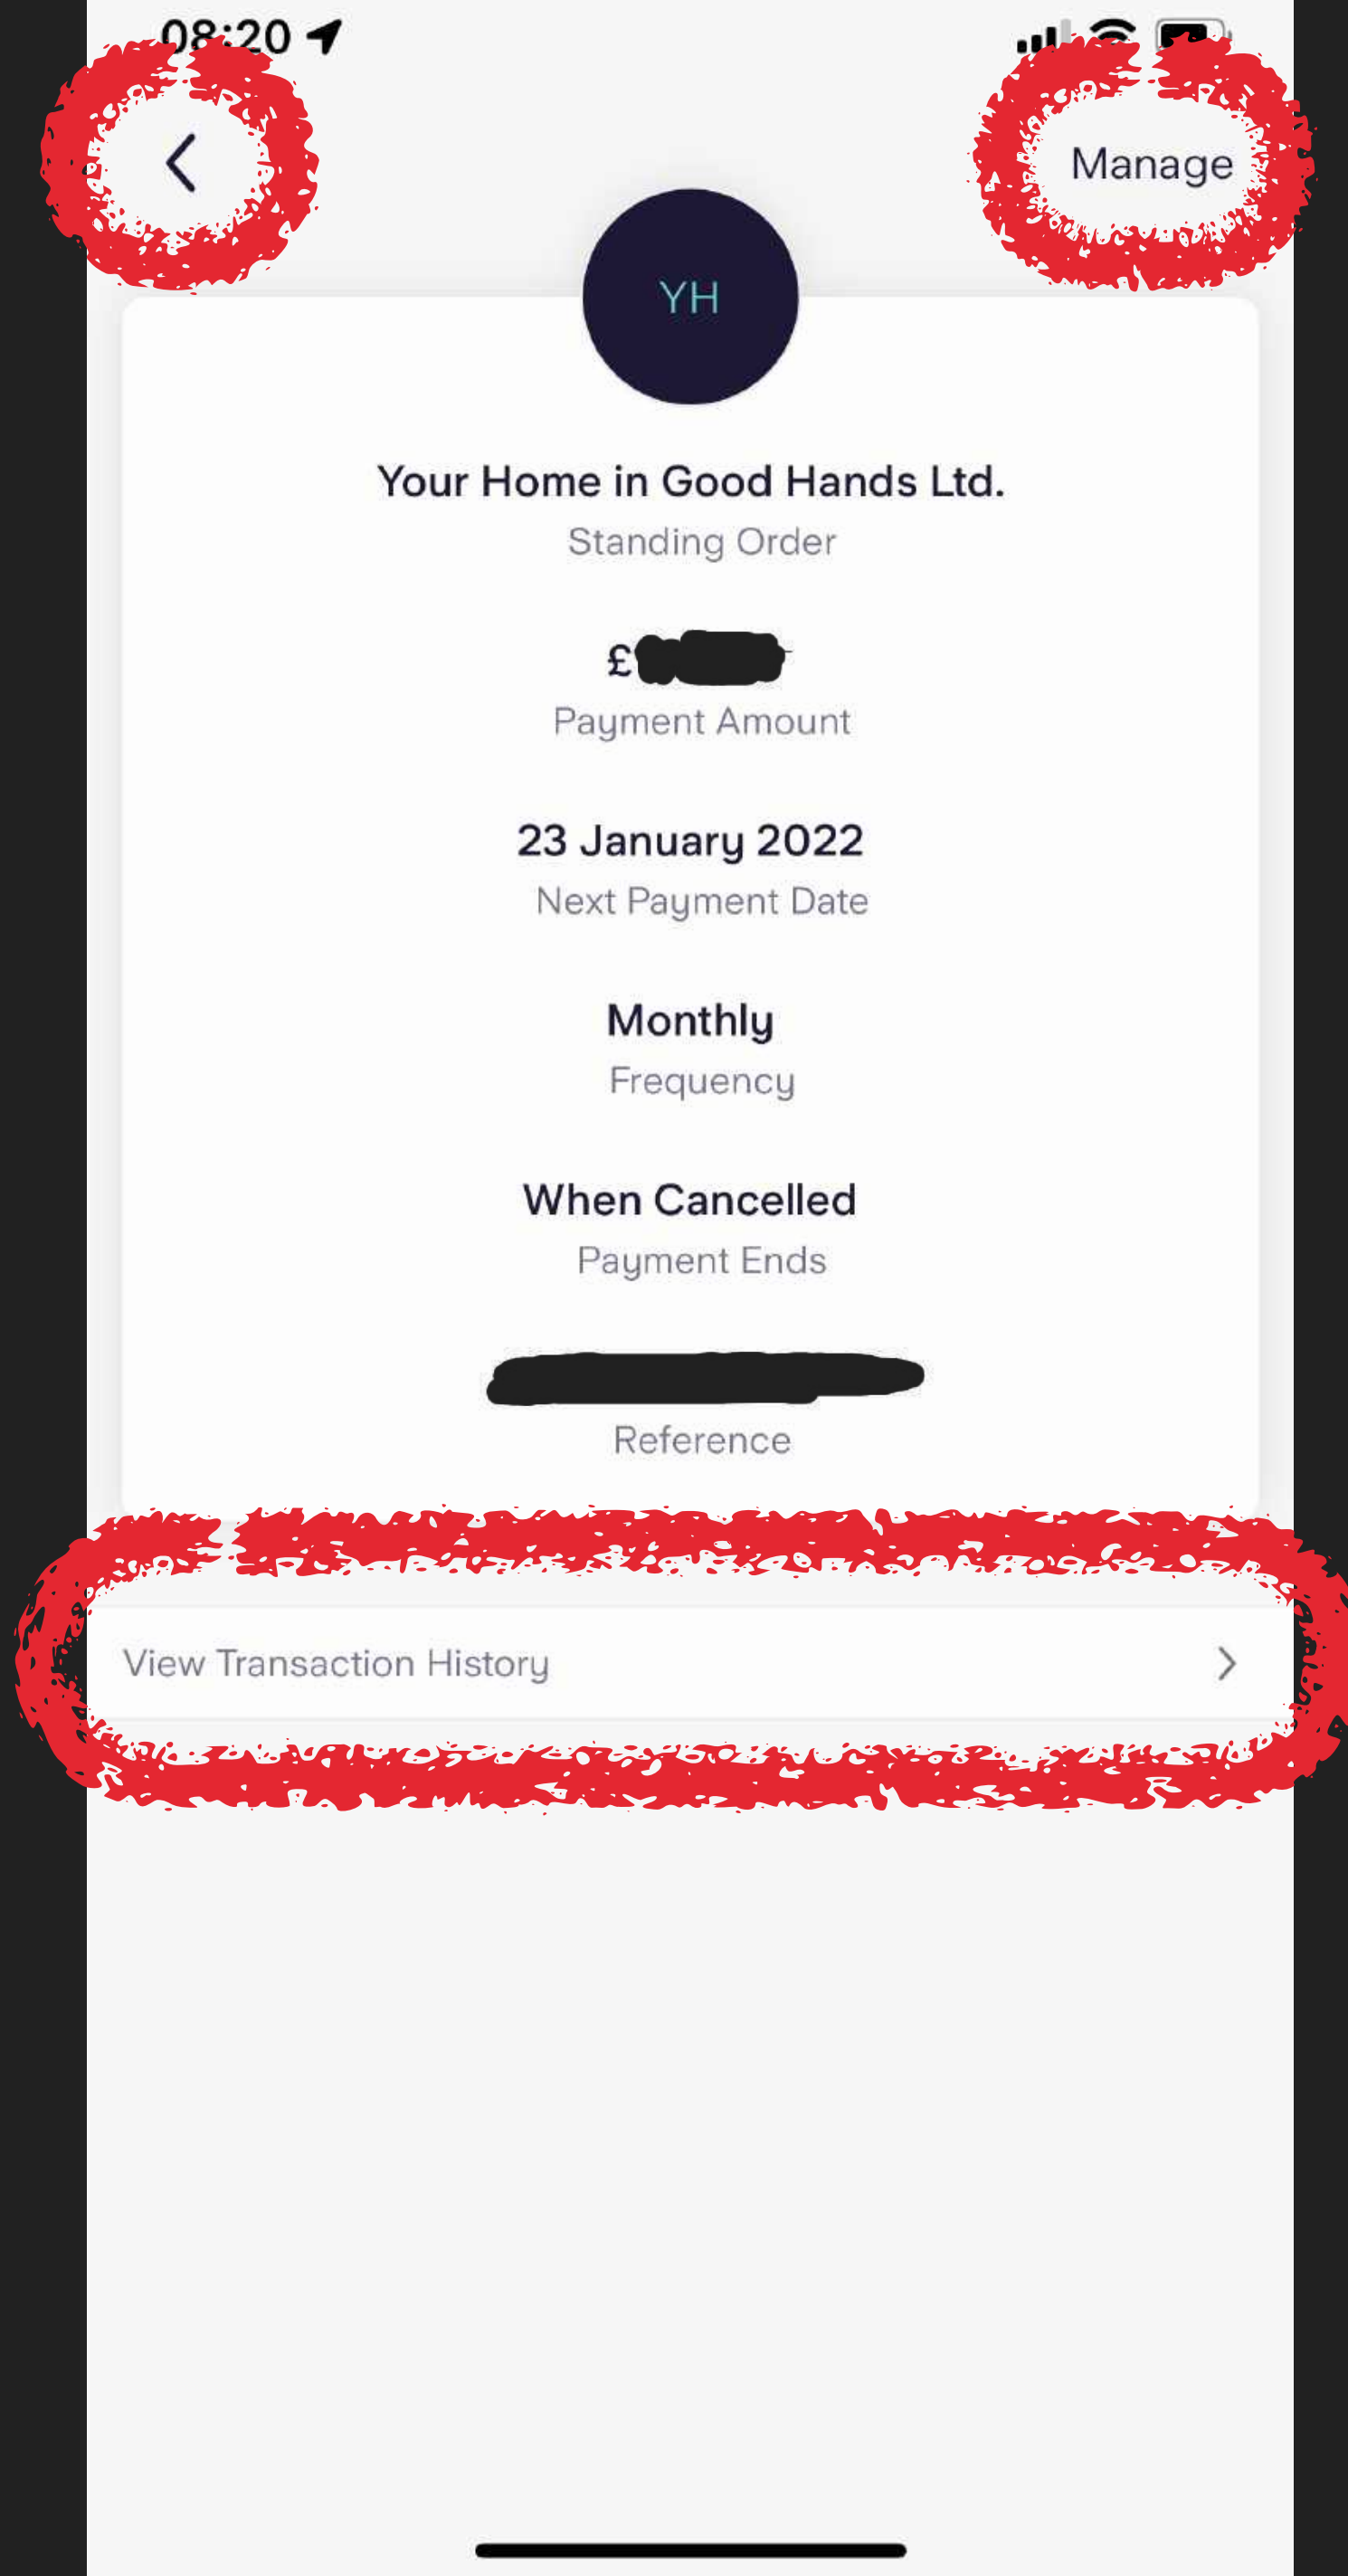 08:20
Manage
YH
Your Home in Good Hands Ltd.
Standing Order
£
Payment Amount
23 January 2022
Next Payment Date
Monthly
Frequency
When Cancelled
Payment Ends
Reference
View Transaction History